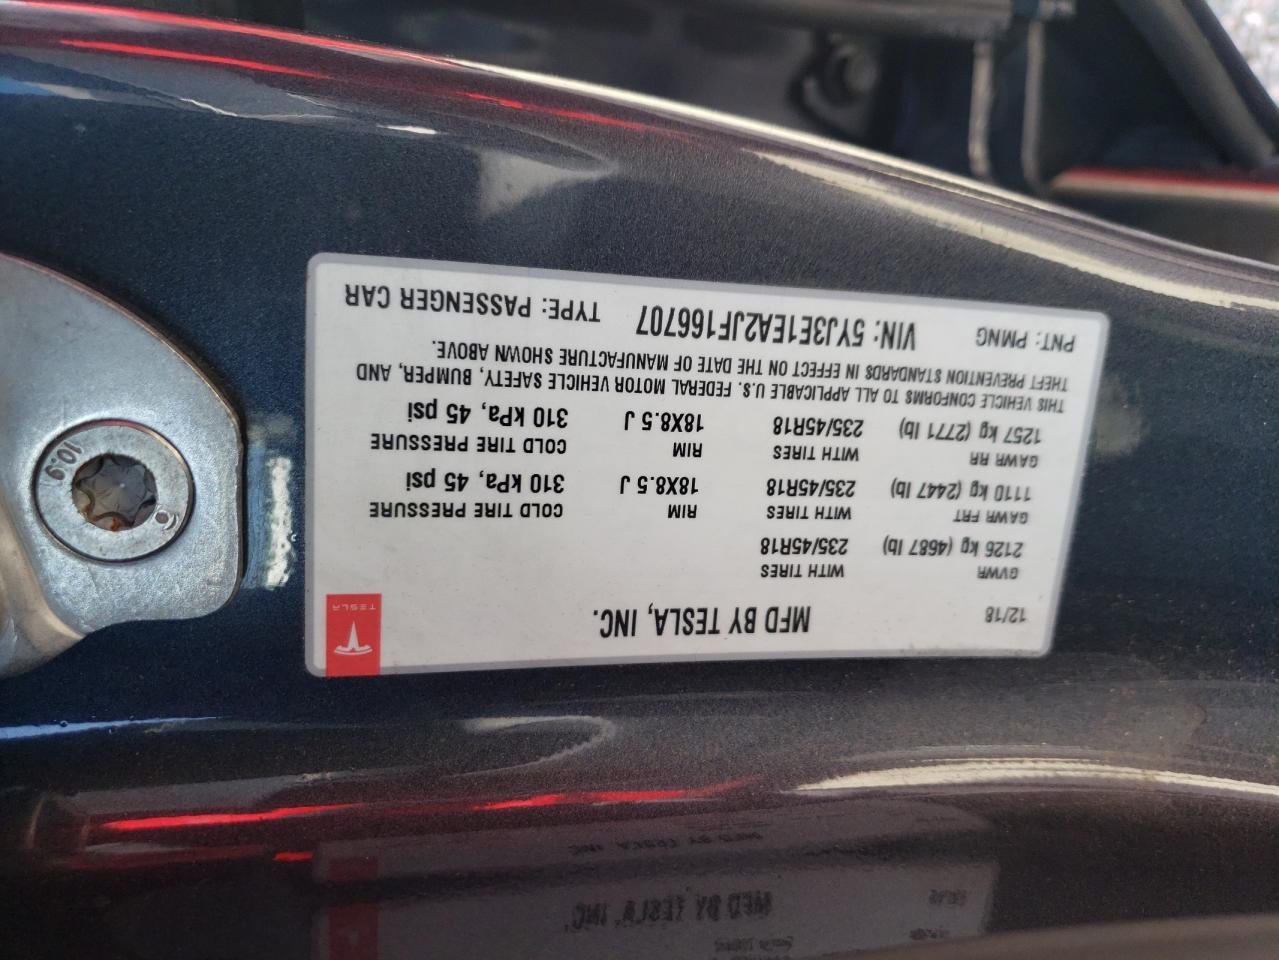 TESLA
MFD BY TESLA, INC.
12/18
GVWR
2126 kg (4687 lb)
WITH TIRES
235/45R18
GAWR FRT
1110 kg (2447 lb)
WITH TIRES
235/45R18
RIM
18X8.5 J
COLD TIRE PRESSURE
310 kPa, 45 psi
GAWR RR
1257 kg (2771 lb)
WITH TIRES
235/45R18
RIM
18X8.5 J
COLD TIRE PRESSURE
310 kPa, 45 psi
THIS VEHICLE CONFORMS TO ALL APPLICABLE U.S. FEDERAL MOTOR VEHICLE SAFETY, BUMPER, AND
THEFT PREVENTION STANDARDS IN EFFECT ON THE DATE OF MANUFACTURE SHOWN ABOVE.
PNT: PMNG
VIN: 5YJ3E1EA2JF166707
TYPE: PASSENGER CAR
10.9
MFD BY TESLA, INC.